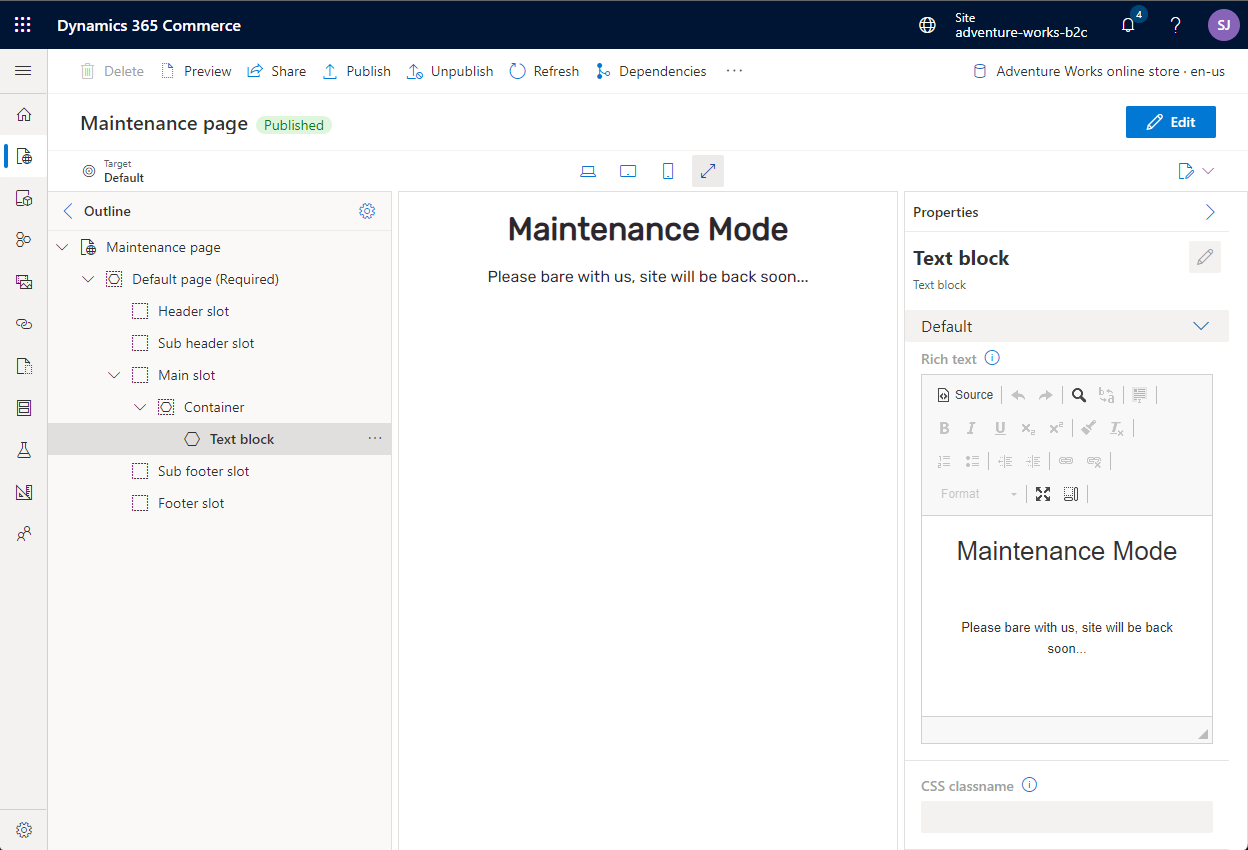 Dynamics 365 Commerce
Site
adventure-works-b2c
4
?
SJ
Delete
Preview
Share
Publish
Unpublish
Refresh
Dependencies
...
Adventure Works online store · en-us
Maintenance page
Published
Edit
Target
Default
Outline
Maintenance page
Default page (Required)
Header slot
Sub header slot
Main slot
Container
Text block
...
Sub footer slot
Footer slot
Maintenance Mode
Please bare with us, site will be back soon...
Properties
Text block
Text block
Default
Rich text
Source
B I U x₂ x²
Format
Maintenance Mode
Please bare with us, site will be back
soon...
CSS classname